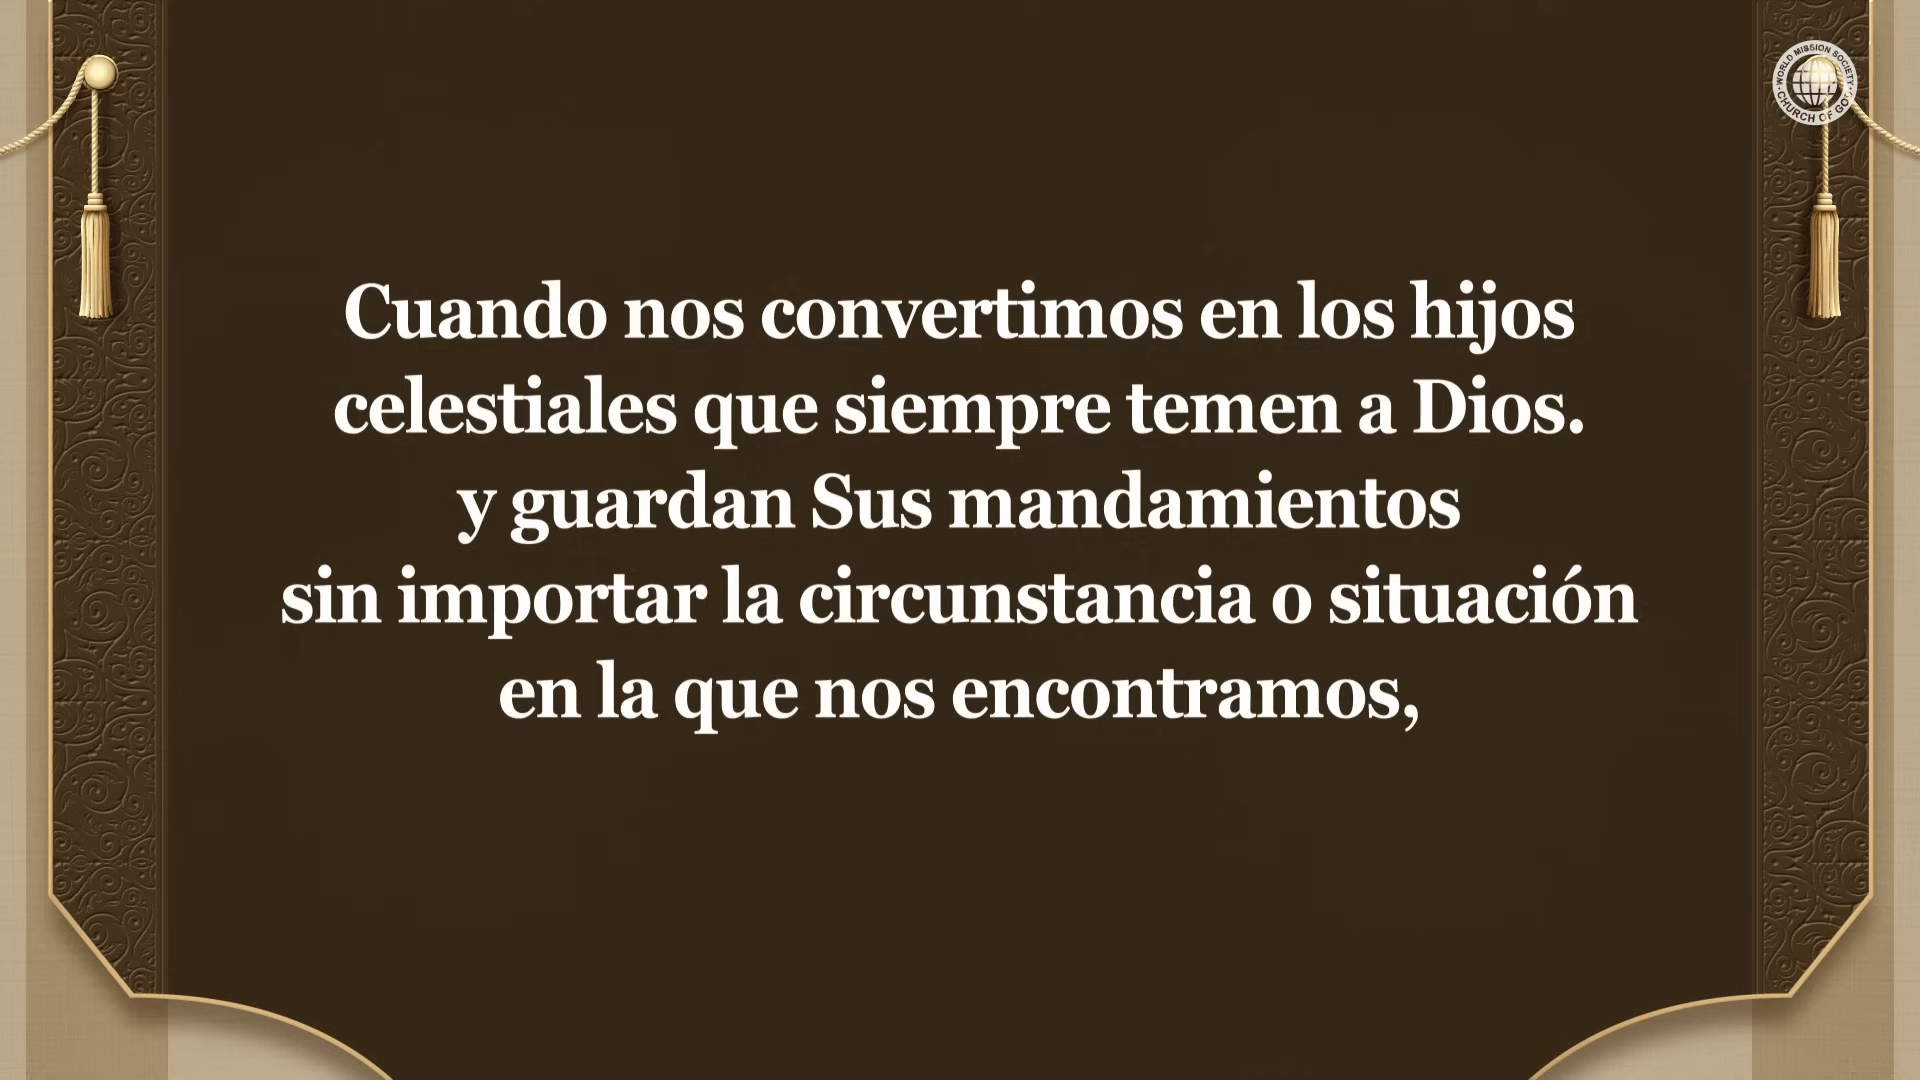 WORLD MISSION SOCIETY
CHURCH OF GOD
Cuando nos convertimos en los hijos
celestiales que siempre temen a Dios.
y guardan Sus mandamientos
sin importar la circunstancia o situación
en la que nos encontramos,